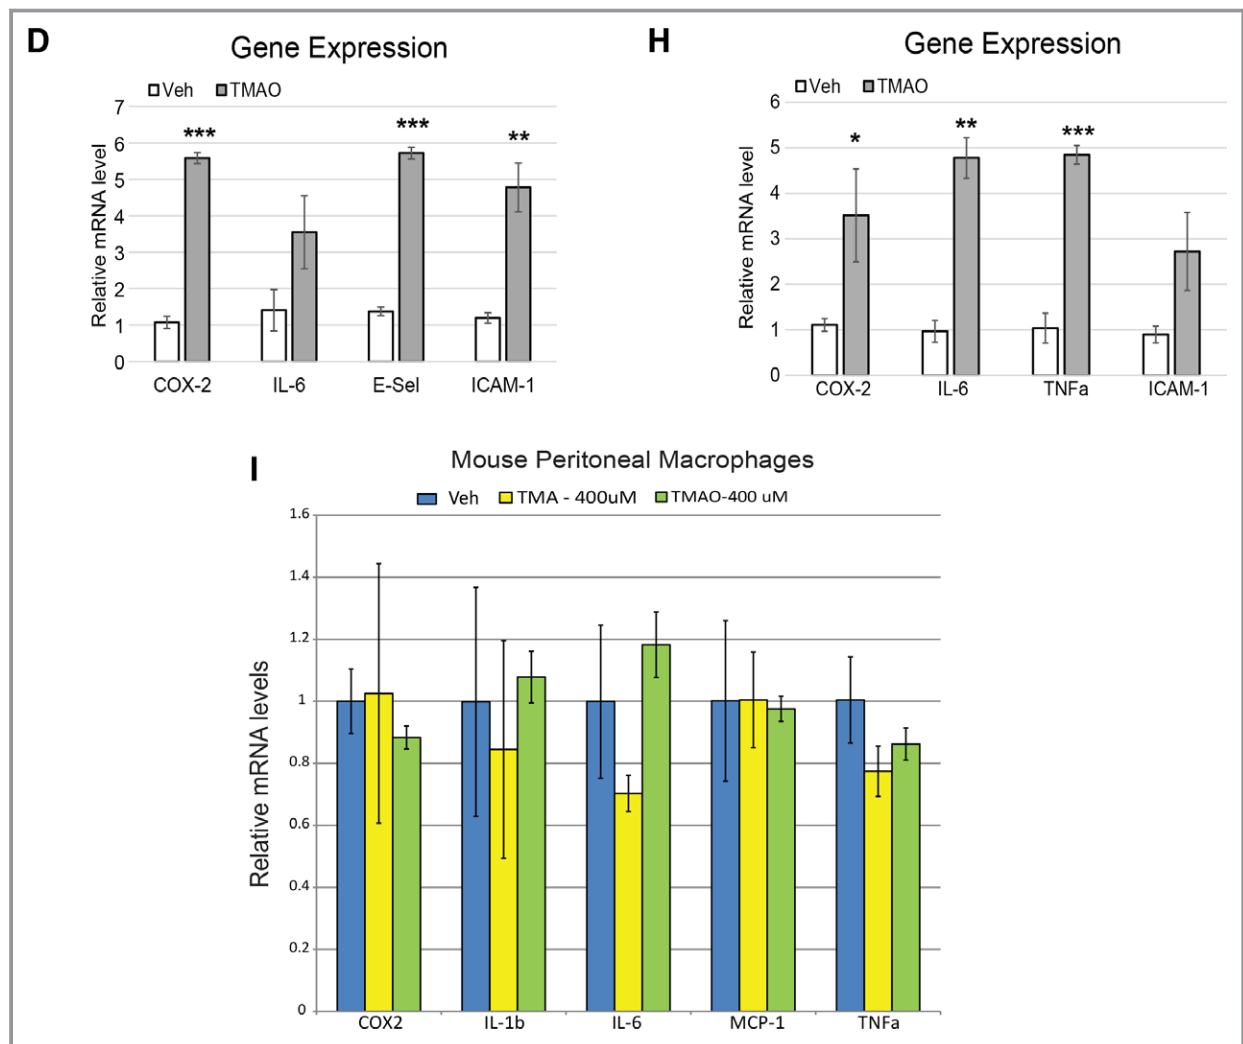 D
Gene Expression
Veh TMAO
Relative mRNA level
7
6
5
4
3
2
1
0
*** *** **
COX-2 IL-6 E-Sel ICAM-1
H
Gene Expression
Veh TMAO
Relative mRNA level
6
5
4
3
2
1
0
* ** ***
COX-2 IL-6 TNFa ICAM-1
I
Mouse Peritoneal Macrophages
Veh TMA - 400uM TMAO-400 uM
Relative mRNA levels
1.6
1.4
1.2
1
0.8
0.6
0.4
0.2
0
COX2 IL-1b IL-6 MCP-1 TNFa